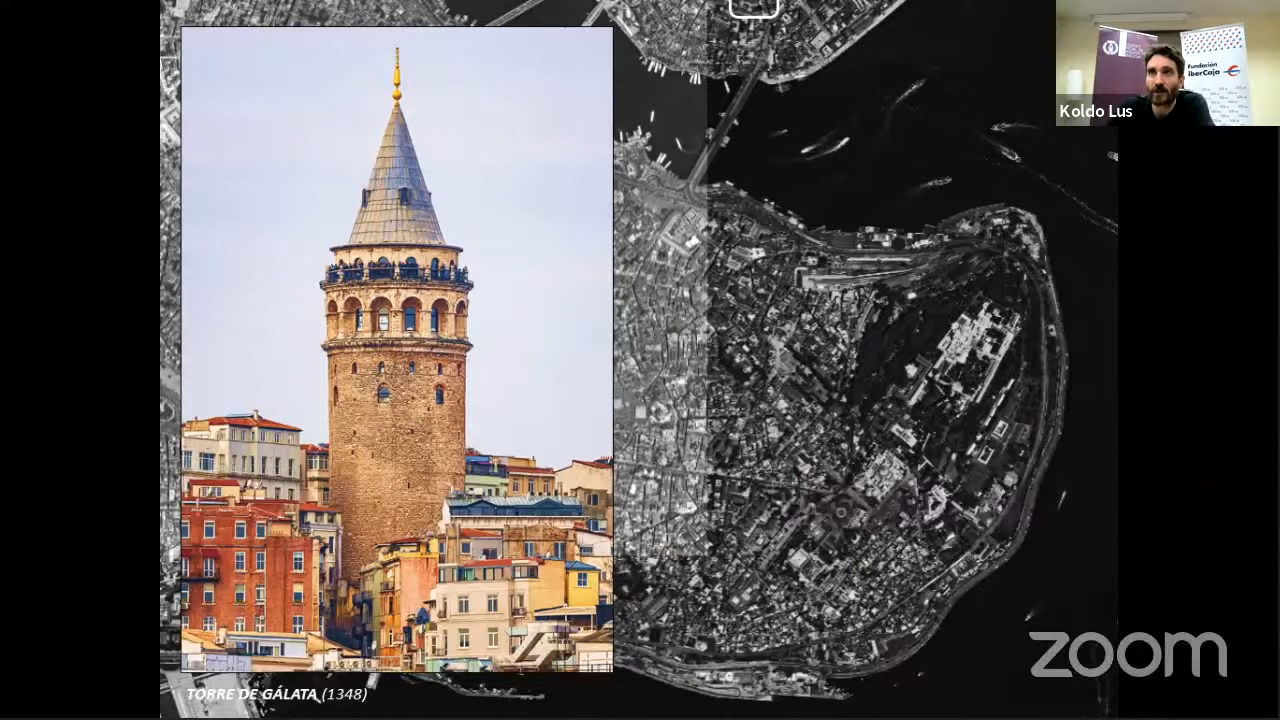 Fundación
iberCaja
Koldo Lus
TORRE DE GÁLATA (1348)
zoom